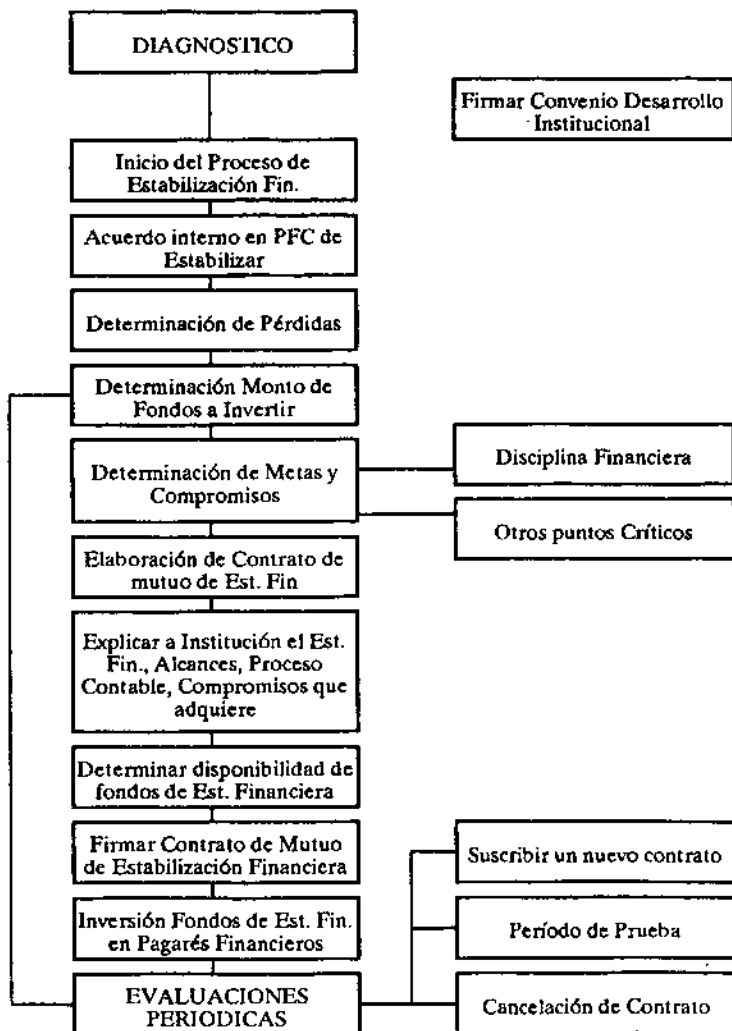 DIAGNOSTICO
Firmar Convenio Desarrollo
Institucional
Inicio del Proceso de
Estabilización Fin.
Acuerdo interno en PFC de
Estabilizar
Determinación de Pérdidas
Determinación Monto de
Fondos a Invertir
Determinación de Metas y
Compromisos
Disciplina Financiera
Otros puntos Críticos
Elaboración de Contrato de
mutuo de Est. Fin
Explicar a Institución el Est.
Fin., Alcances, Proceso
Contable, Compromisos que
adquiere
Determinar disponibilidad de
fondos de Est. Financiera
Firmar Contrato de Mutuo
de Estabilización Financiera
Suscribir un nuevo contrato
Inversión Fondos de Est. Fin.
en Pagarés Financieros
Período de Prueba
EVALUACIONES
PERIODICAS
Cancelación de Contrato